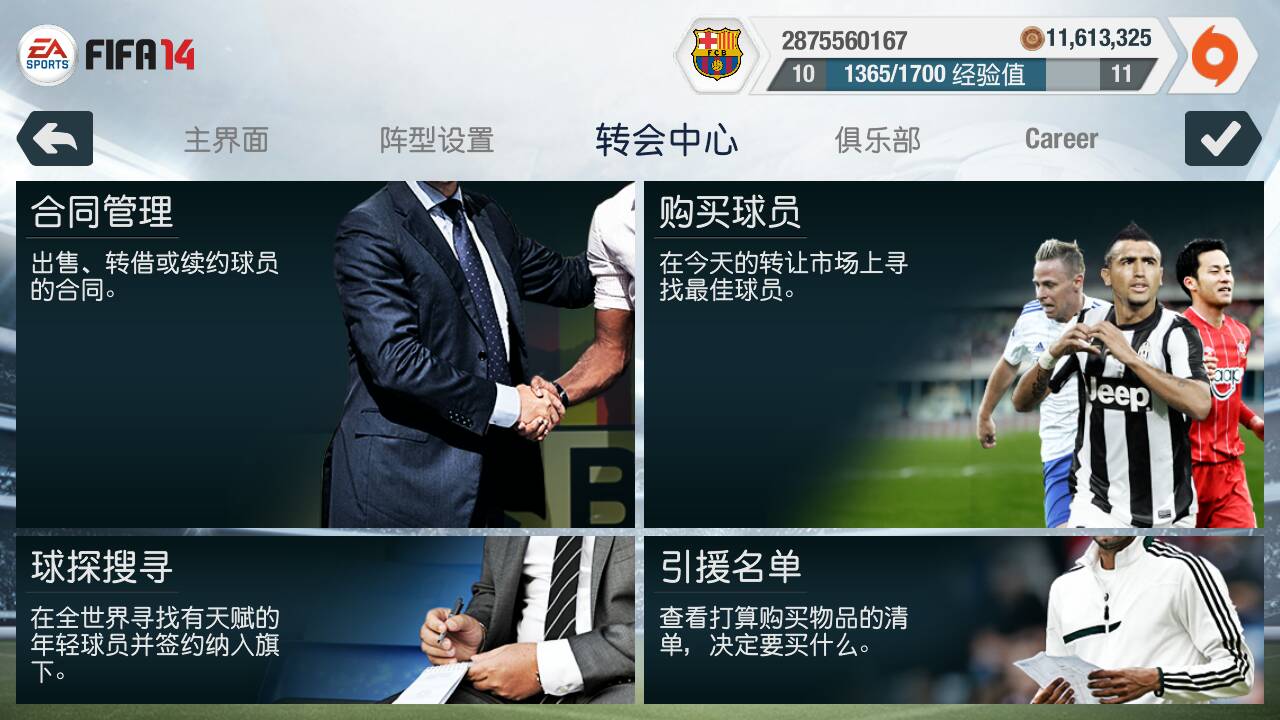 EA SPORTS FIFA 14
FCB
2875560167 11,613,325
10 1365/1700 经验值 11
主界面 阵型设置 转会中心 俱乐部 Career
合同管理
出售、转借或续约球员
的合同。
B
购买球员
在今天的转让市场上寻
找最佳球员。
Jeep
aap
球探搜寻
在全世界寻找有天赋的
年轻球员并签约纳入旗
下。
引援名单
查看打算购买物品的清
单，决定要买什么。